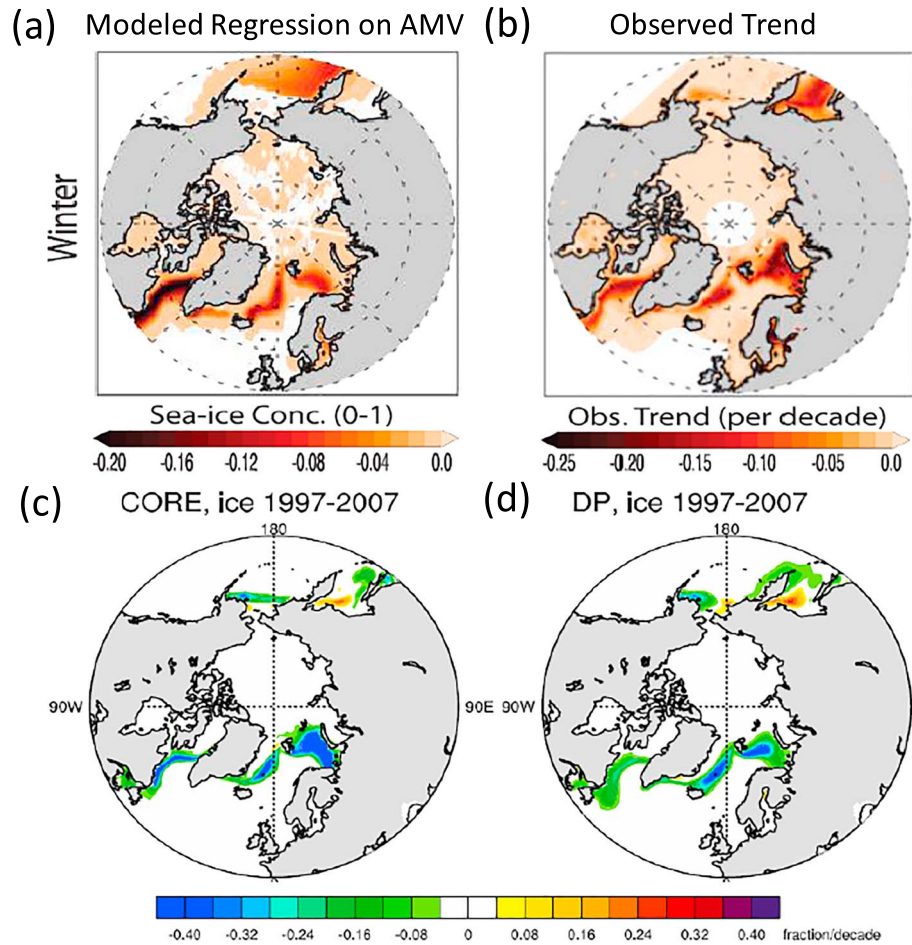 (a) Modeled Regression on AMV
(b) Observed Trend
Winter
Sea-ice Conc. (0-1)
-0.20 -0.16 -0.12 -0.08 -0.04 0.0
Obs. Trend (per decade)
-0.25 -0.20 -0.15 -0.10 -0.05 0.0
(c) CORE, ice 1997-2007
(d) DP, ice 1997-2007
180
180
90W 90E 90W
-0.40 -0.32 -0.24 -0.16 -0.08 0 0.08 0.16 0.24 0.32 0.40 fraction/decade